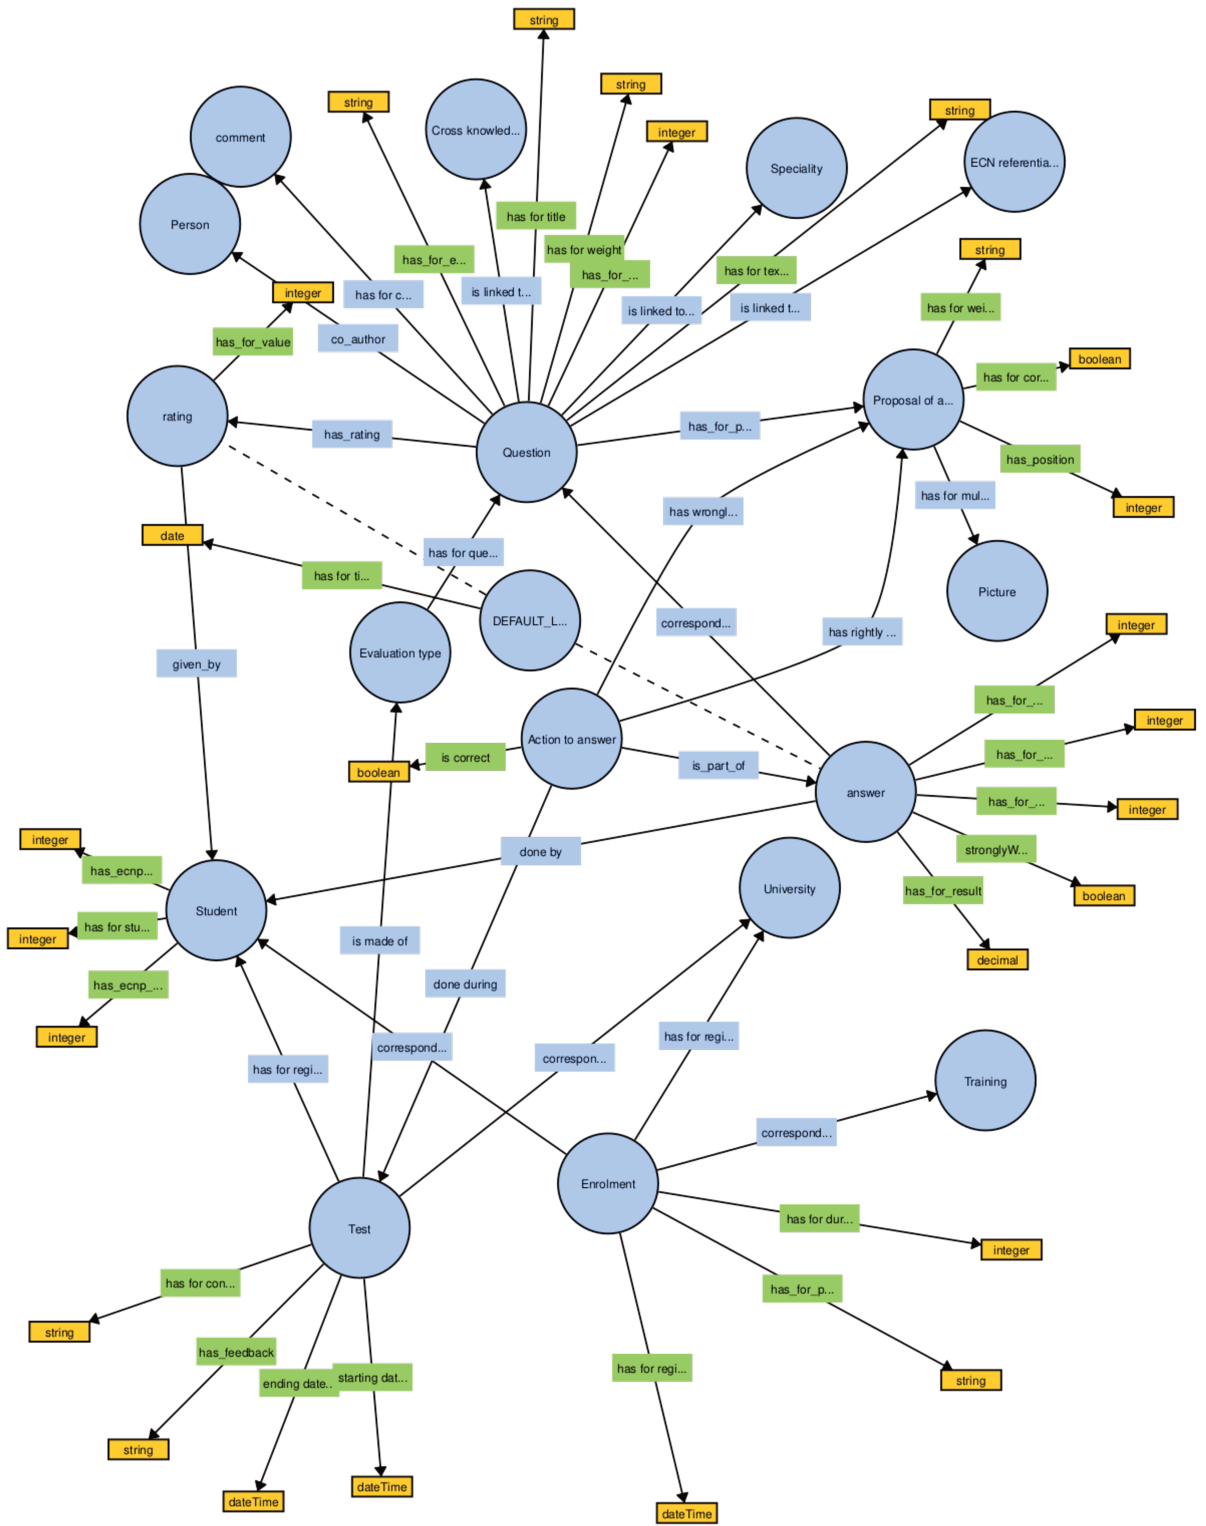 string
string
string
comment
Cross knowled...
string
integer
Speciality
ECN referentia...
Person
has for title
has for weight
string
has_for_e...
has_for_...
has for tex...
integer
has for c...
is linked t...
is linked to...
is linked t...
has for wei...
has_for_value
co_author
boolean
has for cor...
rating
Proposal of a...
has_rating
has_for_p...
Question
has_position
has for mul...
integer
has wrongl...
date
has for que...
has for ti...
Picture
DEFAULT_L...
correspond...
integer
has rightly ...
Evaluation type
given_by
has_for_...
integer
Action to answer
is correct
is_part_of
has_for_...
boolean
answer
has_for_...
integer
integer
done by
stronglyW...
has_ecnp...
University
has_for_result
boolean
Student
has for stu...
integer
is made of
decimal
has_ecnp_...
done during
integer
has for regi...
correspond...
correspon...
has for regi...
Training
correspond...
Enrolment
Test
has for dur...
integer
has for con...
has_for_p...
string
has_feedback
has for regi...
ending date..
starting dat...
string
string
dateTime
dateTime
dateTime